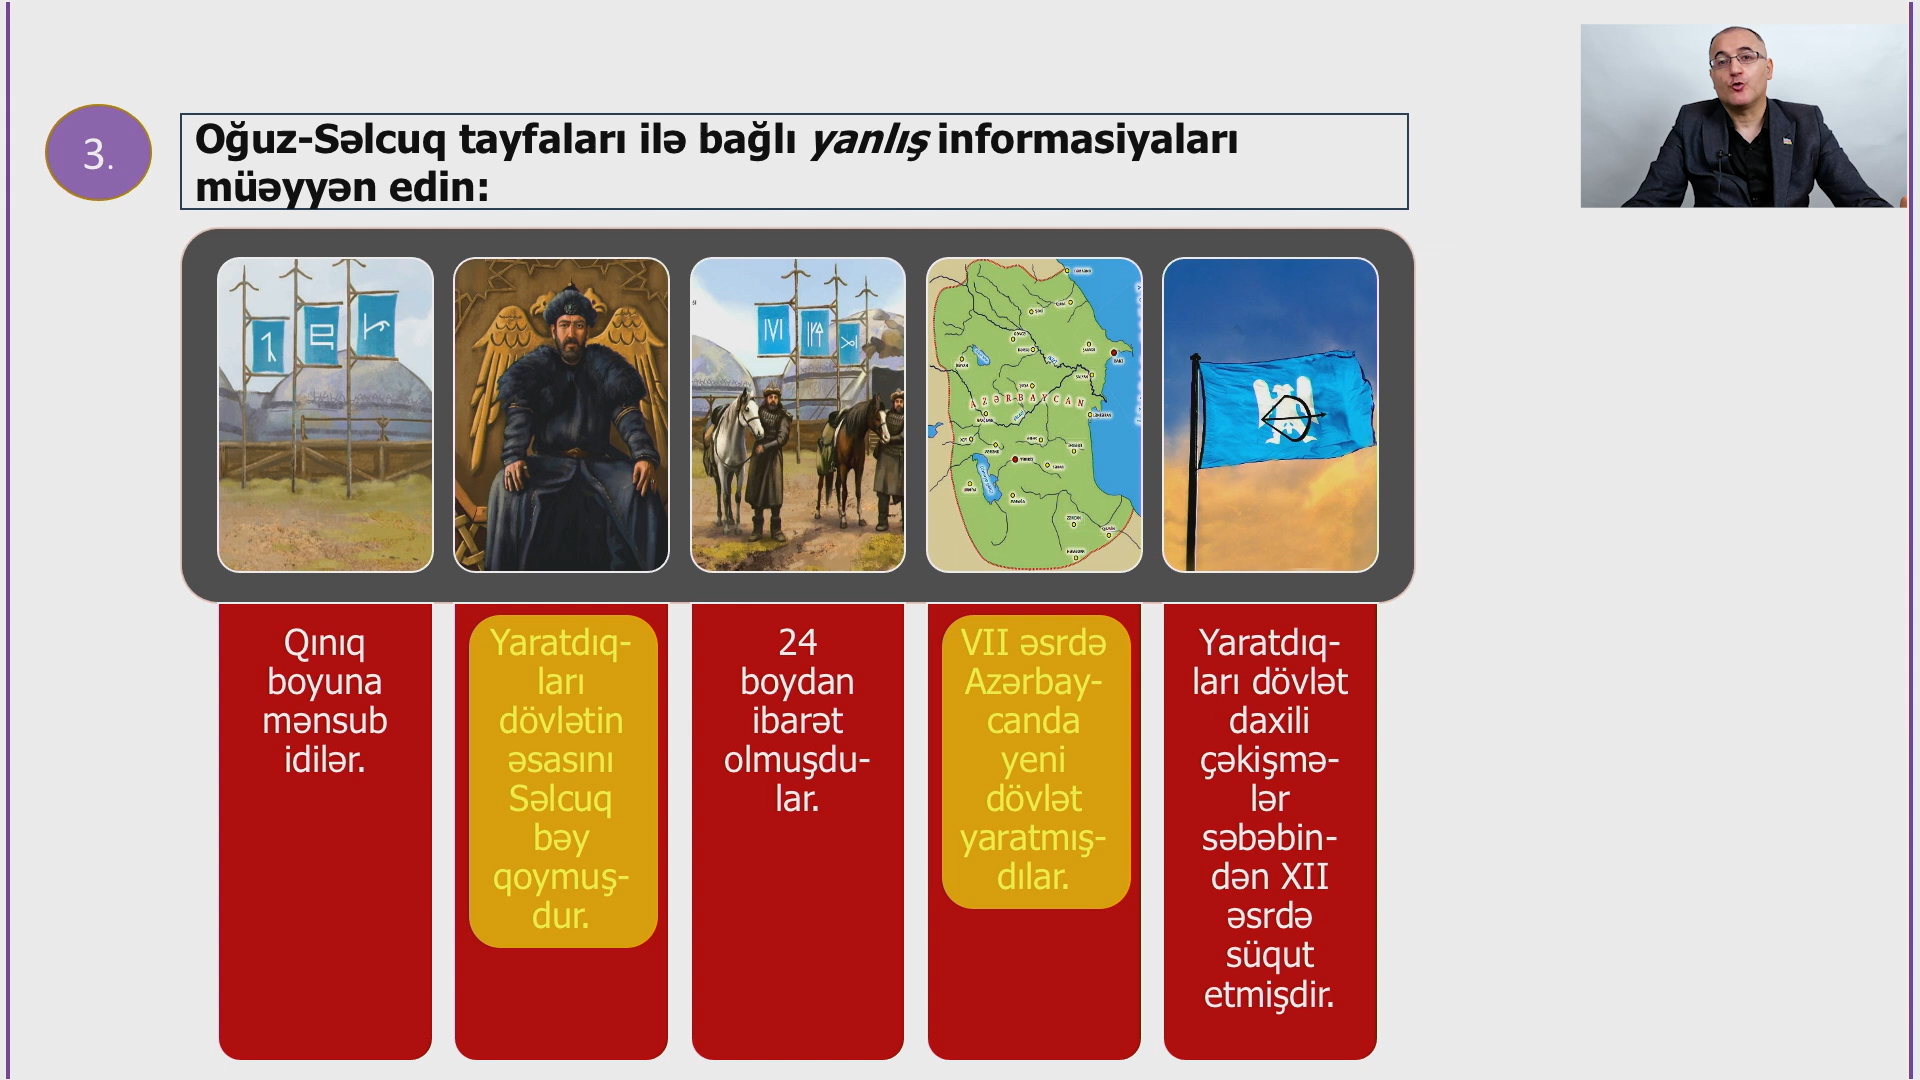 3.
Oğuz-Səlcuq tayfaları ilə bağlı yanlış informasiyaları
müəyyən edin:
AZƏRBAYCAN
Qınıq
boyuna
mənsub
idilər.
Yaratdıq-
ları
dövlətin
əsasını
Səlcuq
bəy
qoymuş-
dur.
24
boydan
ibarət
olmuşdu-
lar.
VII əsrdə
Azərbay-
canda
yeni
dövlət
yaratmış-
dılar.
Yaratdıq-
ları dövlət
daxili
çəkişmə-
lər
səbəbin-
dən XII
əsrdə
süqut
etmişdir.